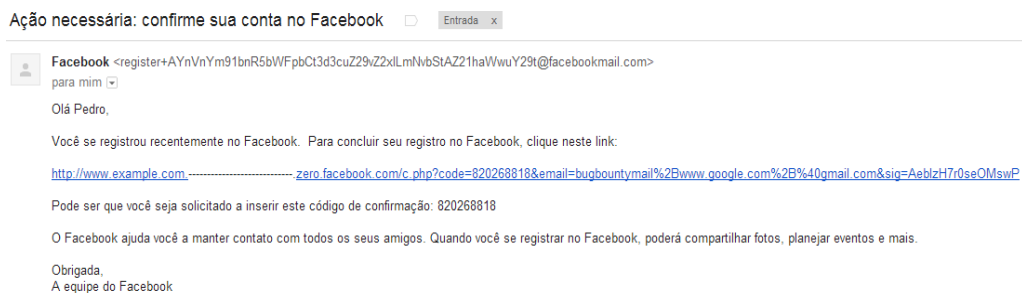 Ação necessária: confirme sua conta no Facebook Entrada x
Facebook <register+AYnVnYm91bnR5bWFpbCt3d3cuZ29vZ2xlLmNvbStAZ21haWwuY29t@facebookmail.com>
para mim
Olá Pedro,
Você se registrou recentemente no Facebook. Para concluir seu registro no Facebook, clique neste link:
http://www.example.com.----------------------------.zero.facebook.com/c.php?code=820268818&email=bugbountymail%2Bwww.google.com%2B%40gmail.com&sig=AeblzH7r0seOMswP
Pode ser que você seja solicitado a inserir este código de confirmação: 820268818
O Facebook ajuda você a manter contato com todos os seus amigos. Quando você se registrar no Facebook, poderá compartilhar fotos, planejar eventos e mais.
Obrigada,
A equipe do Facebook